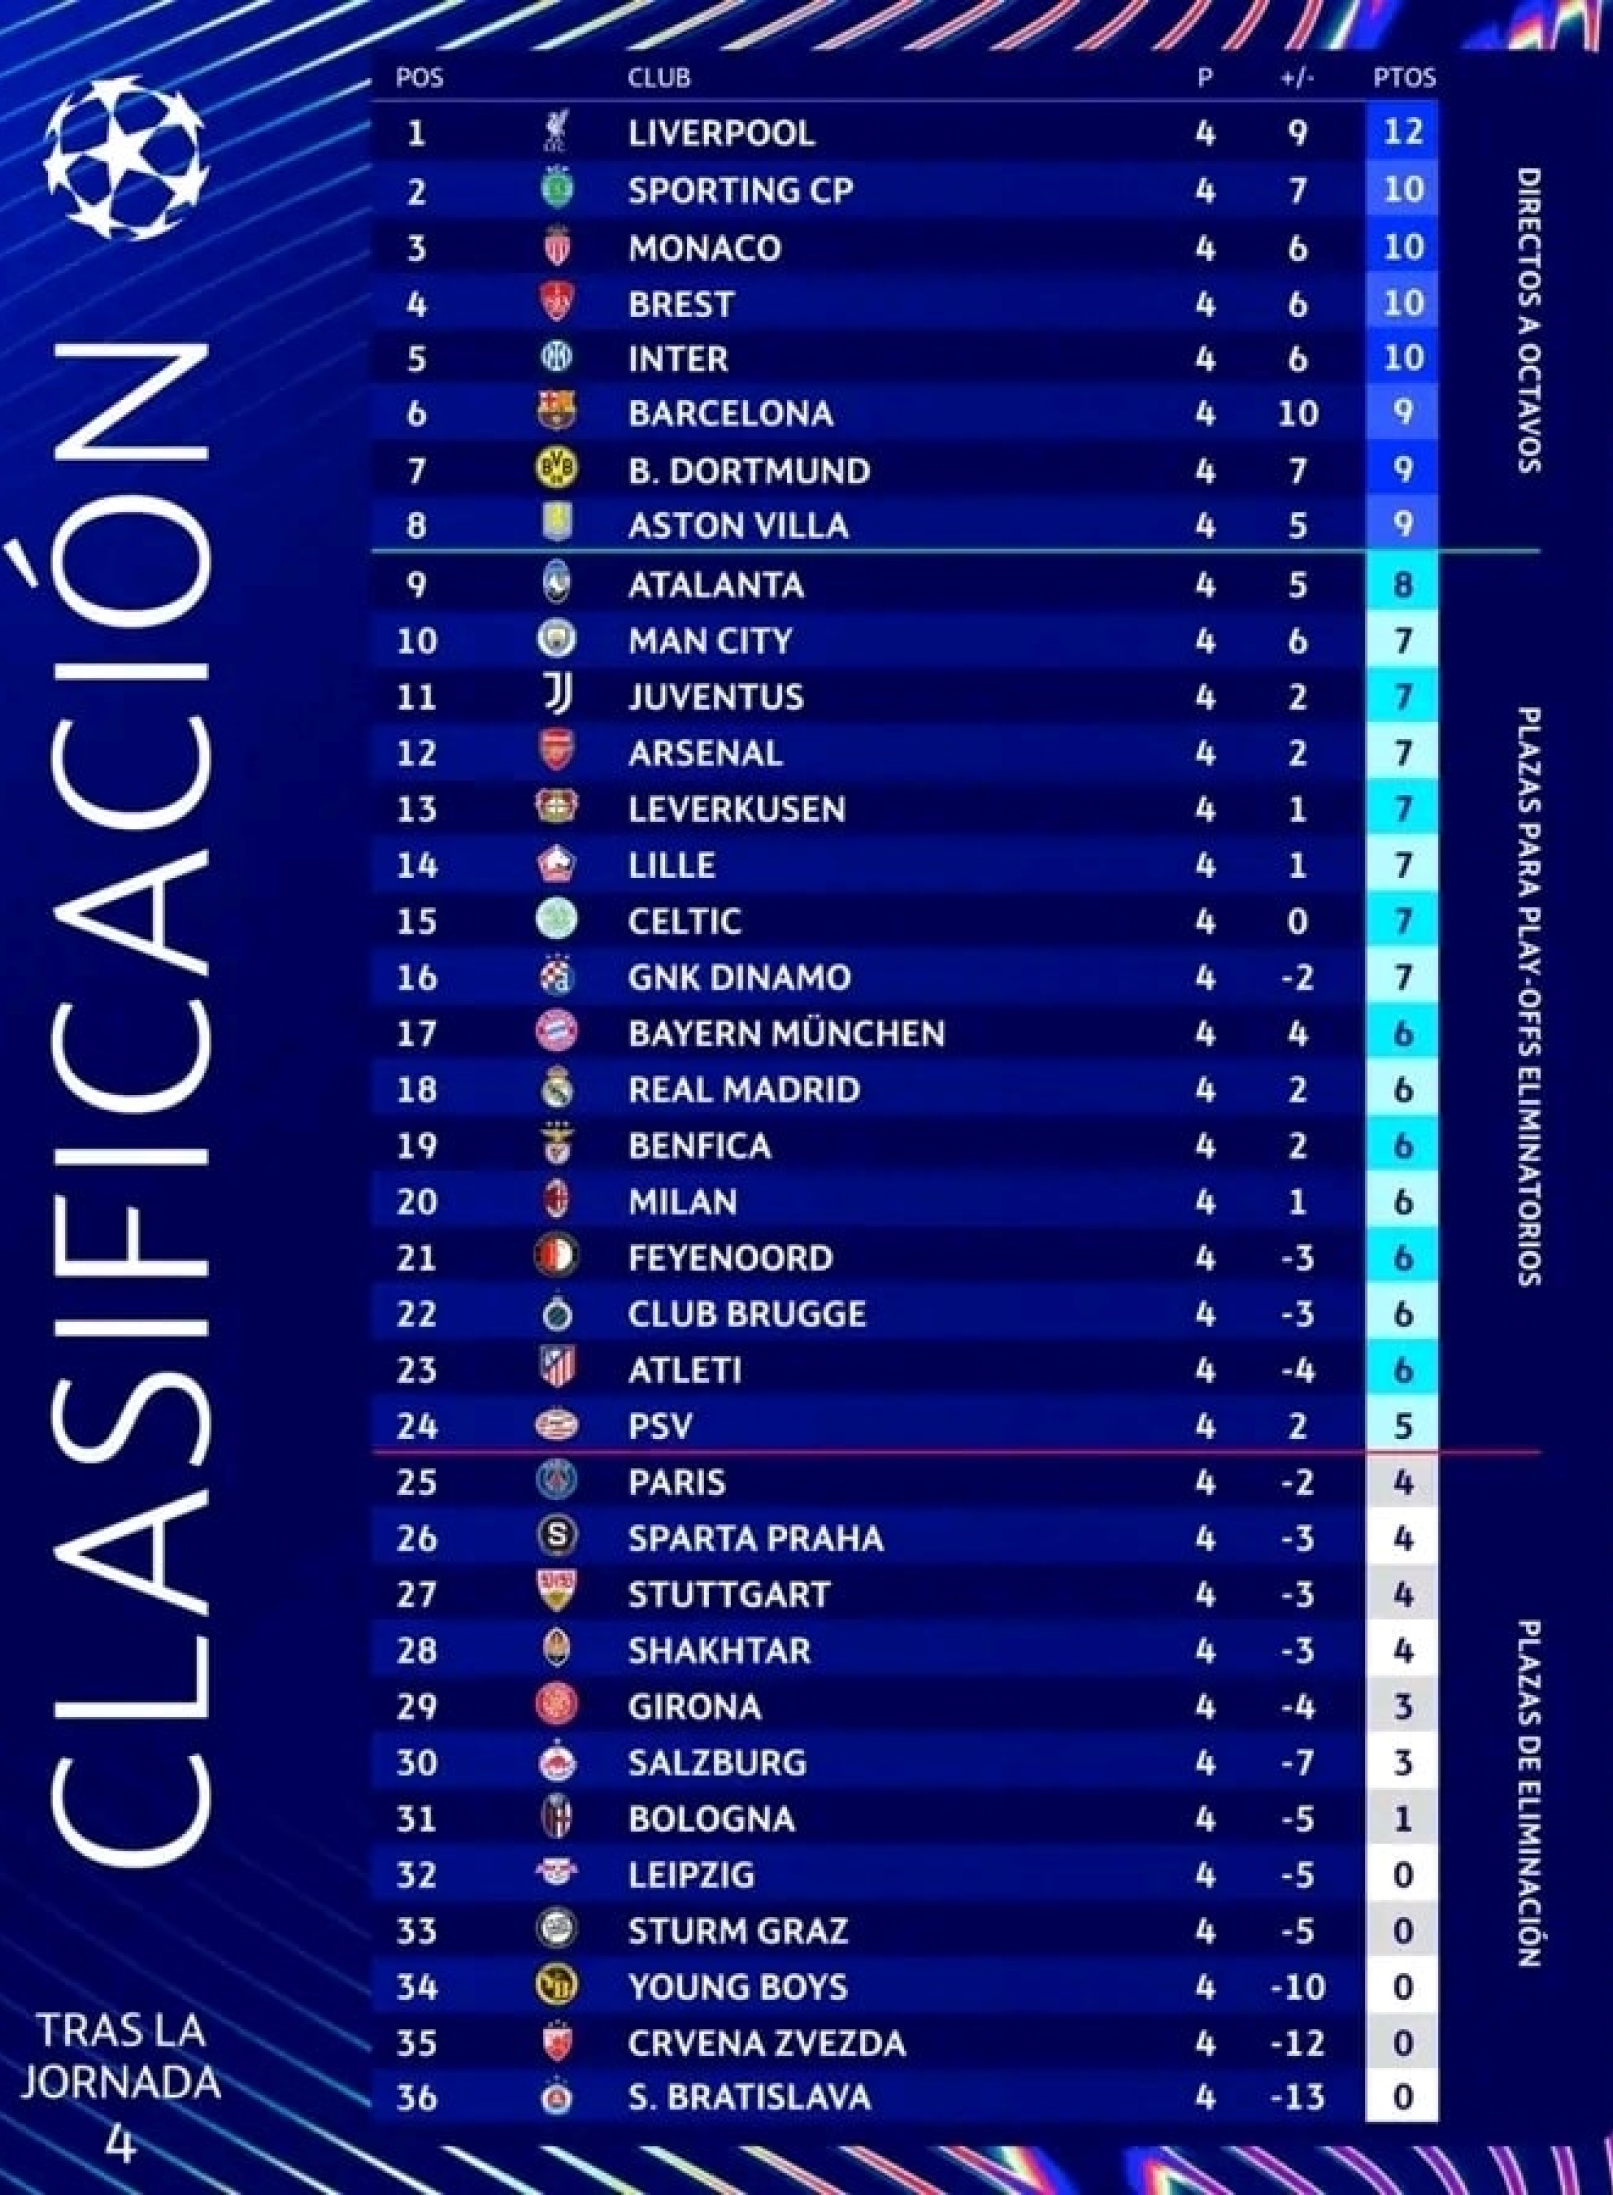 CLASIFICACIÓN
TRAS LA
JORNADA
4
POS CLUB P +/- PTOS
1 LIVERPOOL 4 9 12
2 SPORTING CP 4 7 10
3 MONACO 4 6 10
4 BREST 4 6 10
5 INTER 4 6 10
6 BARCELONA 4 10 9
7 B. DORTMUND 4 7 9
8 ASTON VILLA 4 5 9
9 ATALANTA 4 5 8
10 MAN CITY 4 6 7
11 JUVENTUS 4 2 7
12 ARSENAL 4 2 7
13 LEVERKUSEN 4 1 7
14 LILLE 4 1 7
15 CELTIC 4 0 7
16 GNK DINAMO 4 -2 7
17 BAYERN MÜNCHEN 4 4 6
18 REAL MADRID 4 2 6
19 BENFICA 4 2 6
20 MILAN 4 1 6
21 FEYENOORD 4 -3 6
22 CLUB BRUGGE 4 -3 6
23 ATLETI 4 -4 6
24 PSV 4 2 5
25 PARIS 4 -2 4
26 SPARTA PRAHA 4 -3 4
27 STUTTGART 4 -3 4
28 SHAKHTAR 4 -3 4
29 GIRONA 4 -4 3
30 SALZBURG 4 -7 3
31 BOLOGNA 4 -5 1
32 LEIPZIG 4 -5 0
33 STURM GRAZ 4 -5 0
34 YOUNG BOYS 4 -10 0
35 CRVENA ZVEZDA 4 -12 0
36 S. BRATISLAVA 4 -13 0
DIRECTOS A OCTAVOS
PLAZAS PARA PLAY-OFFS ELIMINATORIOS
PLAZAS DE ELIMINACIÓN